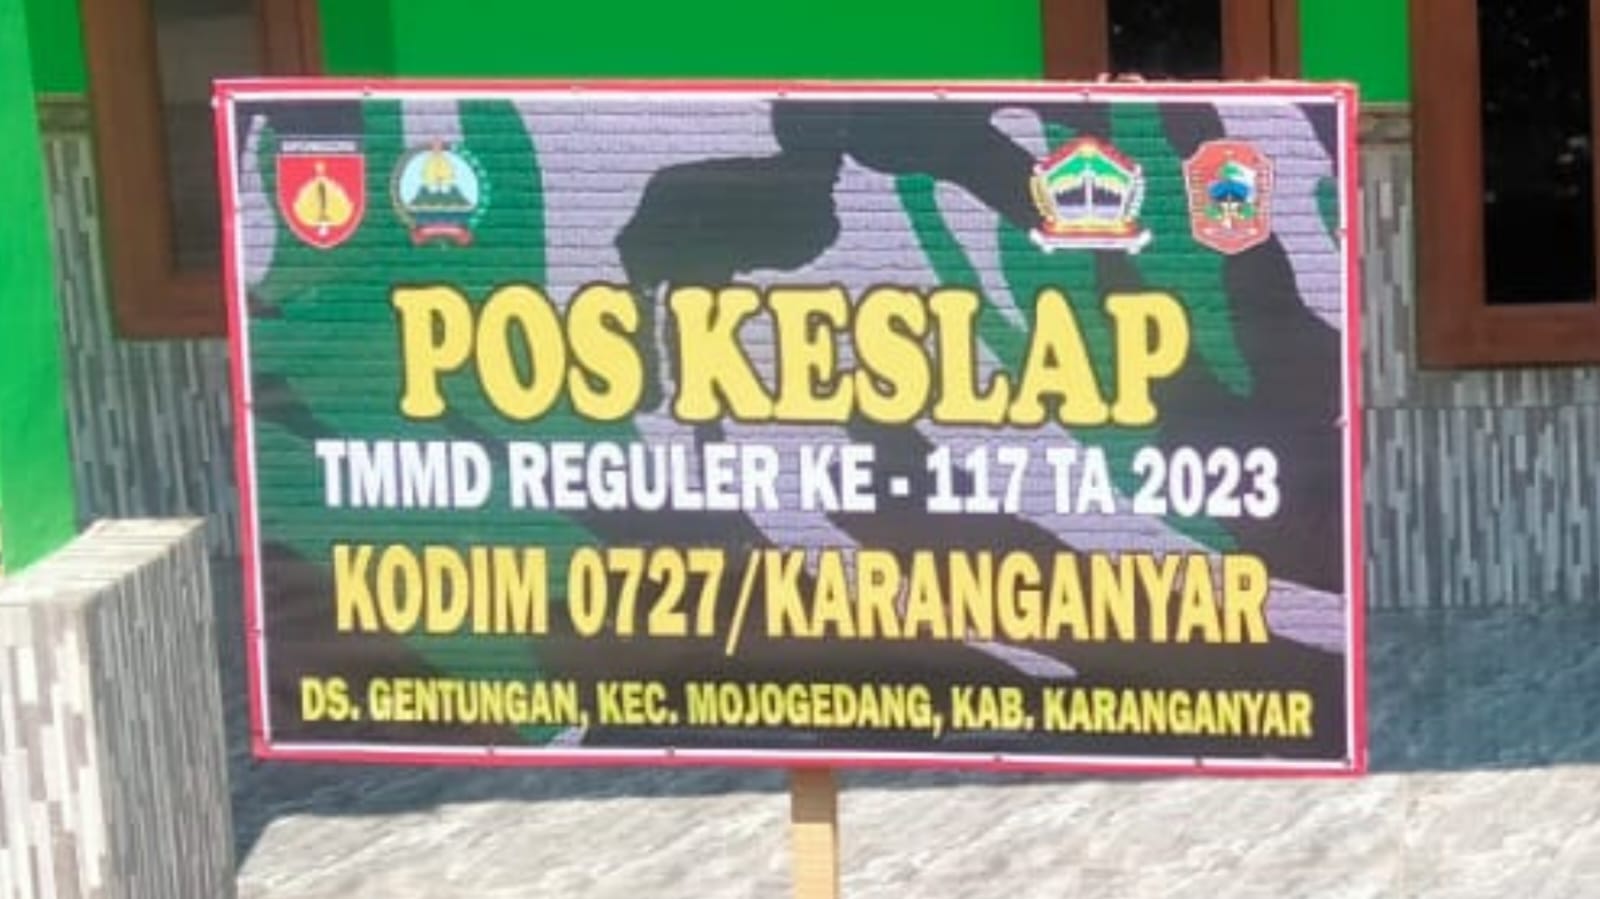 POS KESLAP
TMMD REGULER KE - 117 TA 2023
KODIM 0727/KARANGANYAR
DS. GENTUNGAN, KEC. MOJOGEDANG, KAB. KARANGANYAR